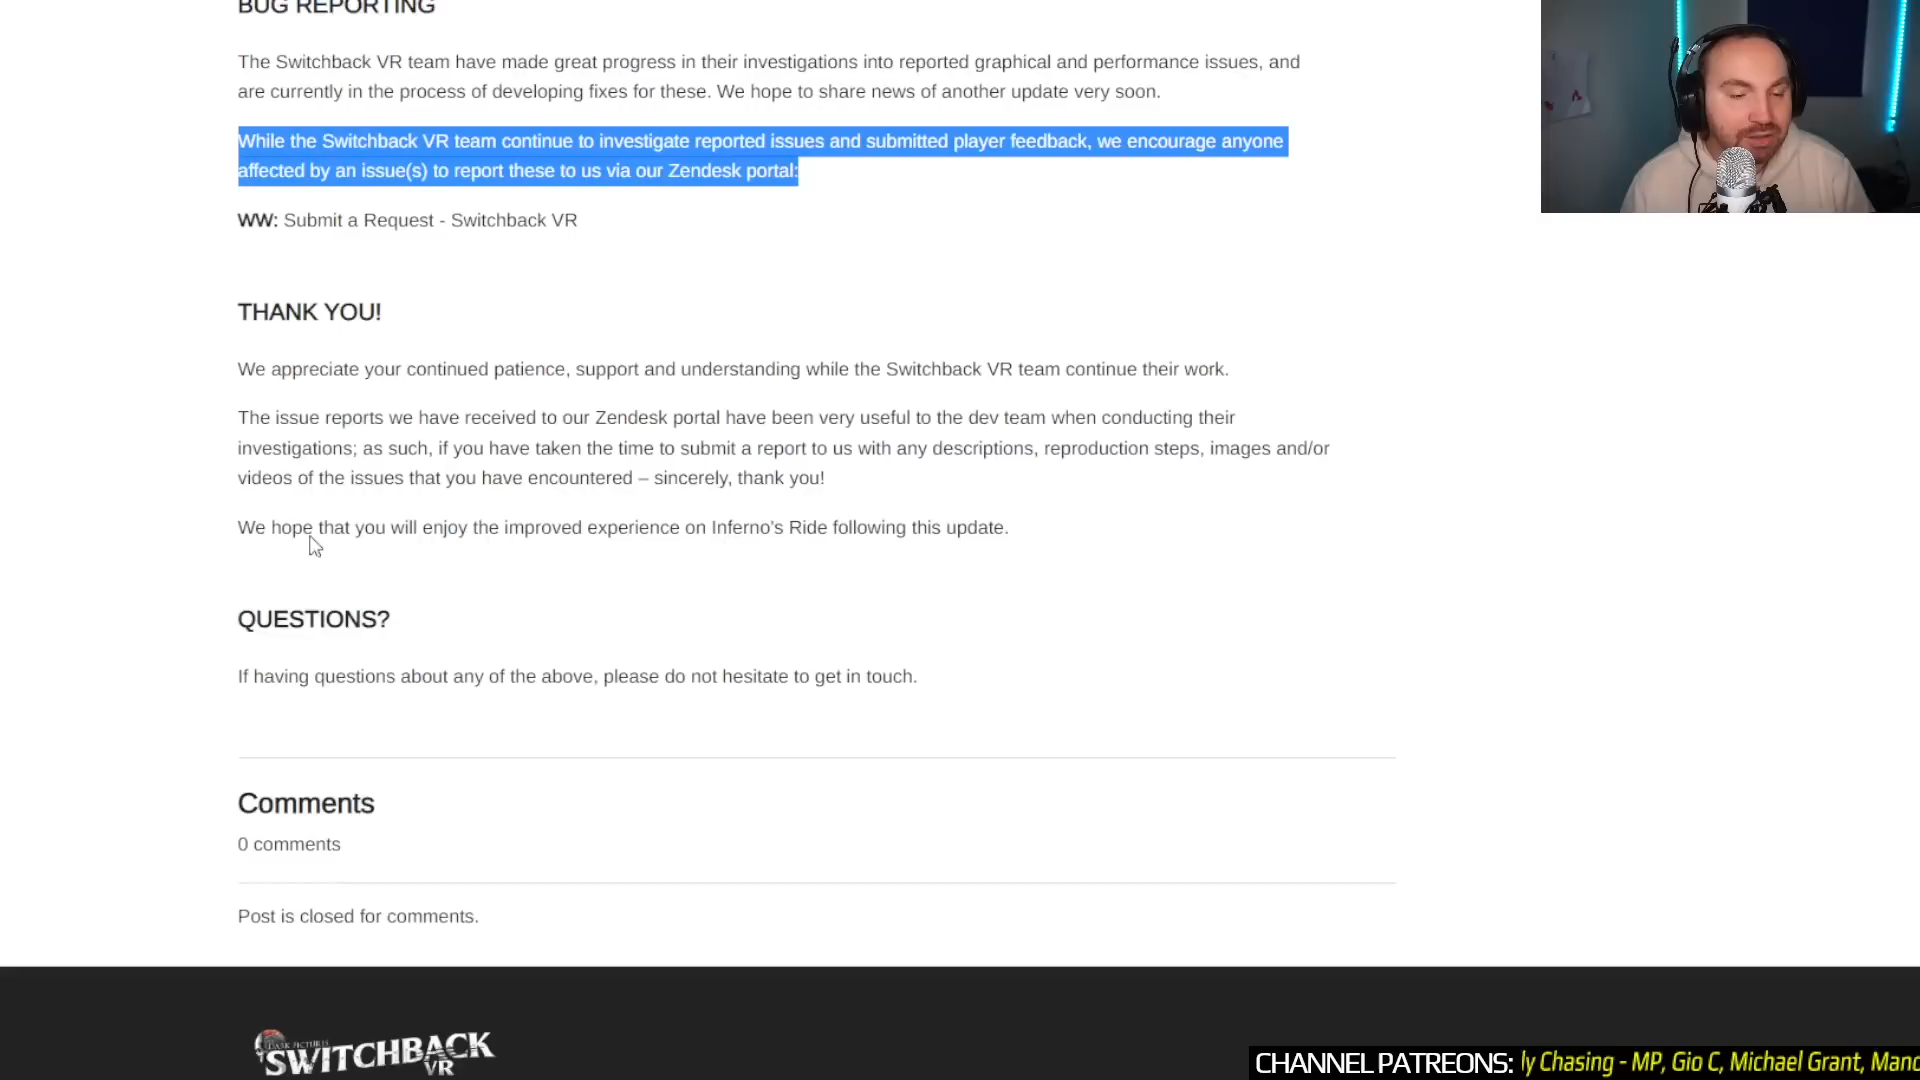 BUG REPORTING
The Switchback VR team have made great progress in their investigations into reported graphical and performance issues, and
are currently in the process of developing fixes for these. We hope to share news of another update very soon.
While the Switchback VR team continue to investigate reported issues and submitted player feedback, we encourage anyone
affected by an issue(s) to report these to us via our Zendesk portal:
WW: Submit a Request - Switchback VR
THANK YOU!
We appreciate your continued patience, support and understanding while the Switchback VR team continue their work.
The issue reports we have received to our Zendesk portal have been very useful to the dev team when conducting their
investigations; as such, if you have taken the time to submit a report to us with any descriptions, reproduction steps, images and/or
videos of the issues that you have encountered – sincerely, thank you!
We hope that you will enjoy the improved experience on Inferno's Ride following this update.
QUESTIONS?
If having questions about any of the above, please do not hesitate to get in touch.
Comments
0 comments
Post is closed for comments.
DARK PICTURES
SWITCHBACK
VR
CHANNEL PATREONS: ly Chasing - MP, Gio C, Michael Grant, Manc